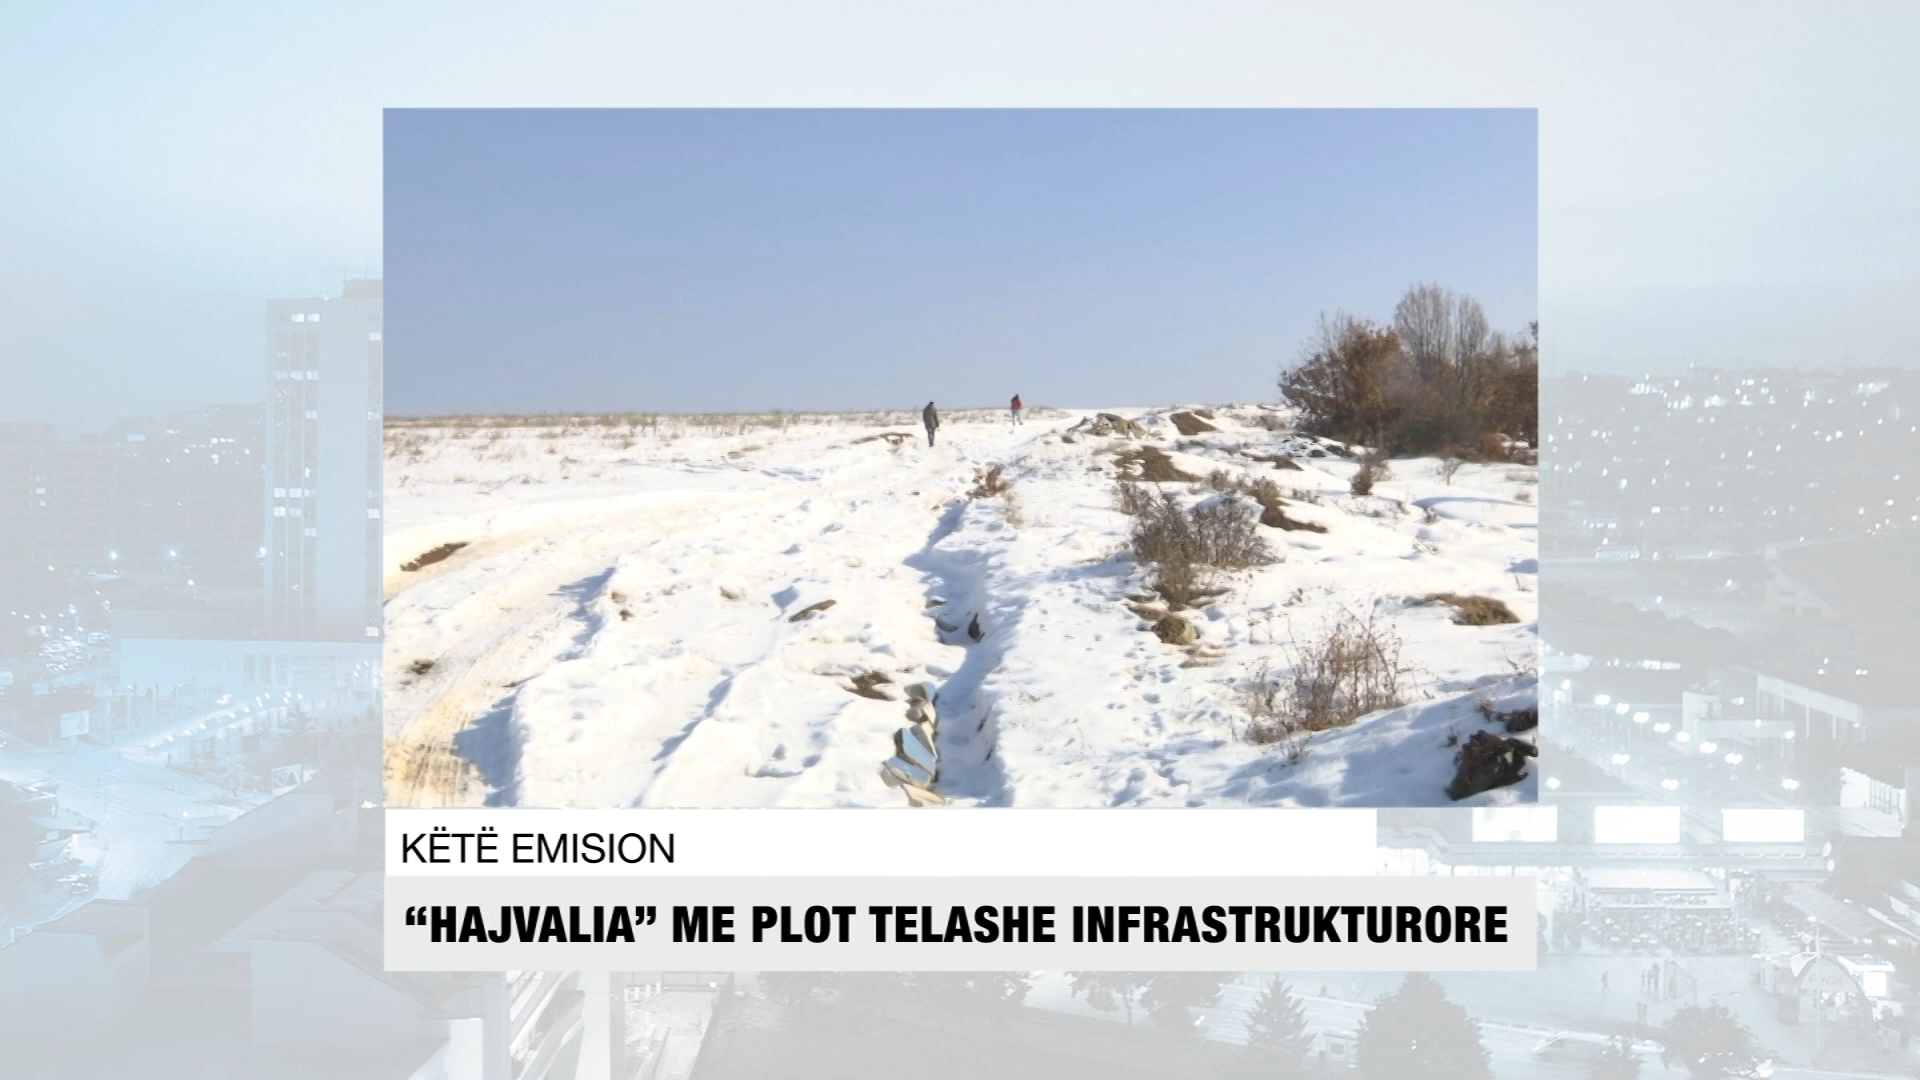 KËTË EMISION
“HAJVALIA” ME PLOT TELASHE INFRASTRUKTURORE